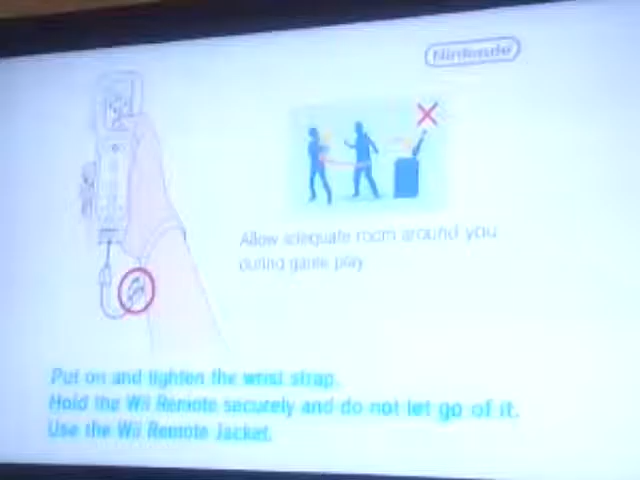 Nintendo
Allow adequate room around you
during game play
Put on and tighten the wrist strap.
Hold the Wii Remote securely and do not let go of it.
Use the Wii Remote Jacket.